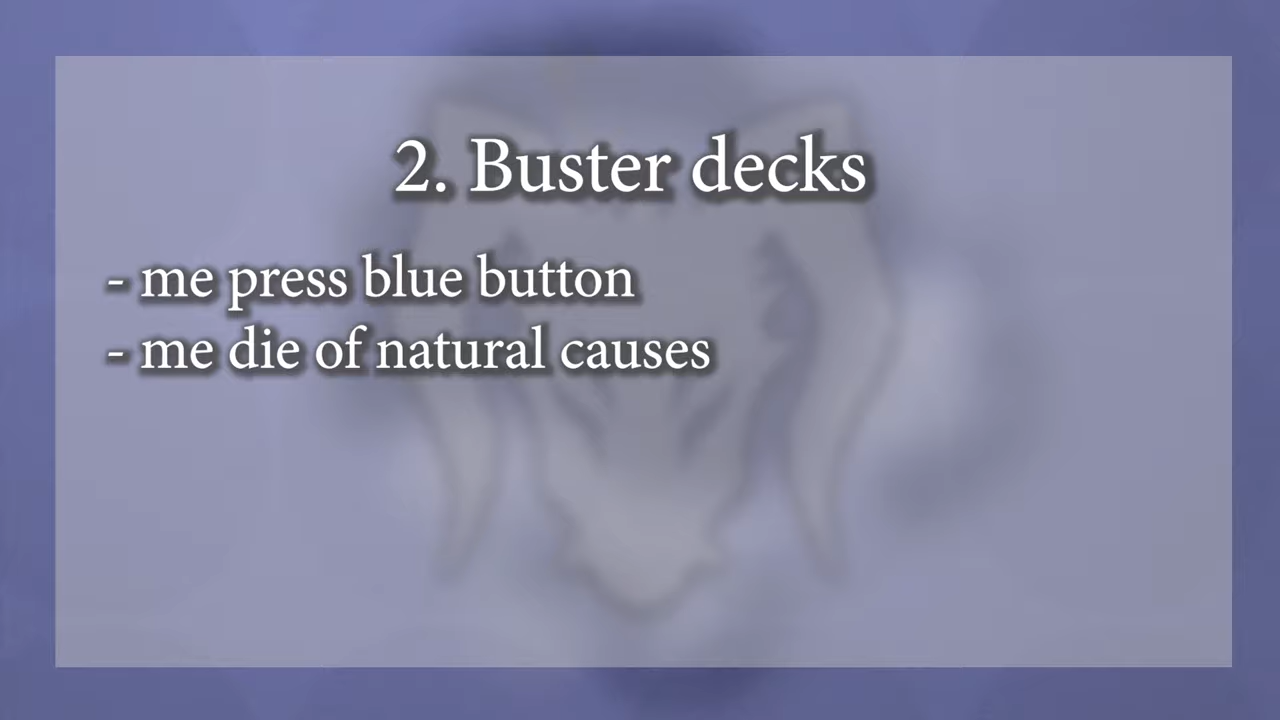 2. Buster decks
- me press blue button
- me die of natural causes